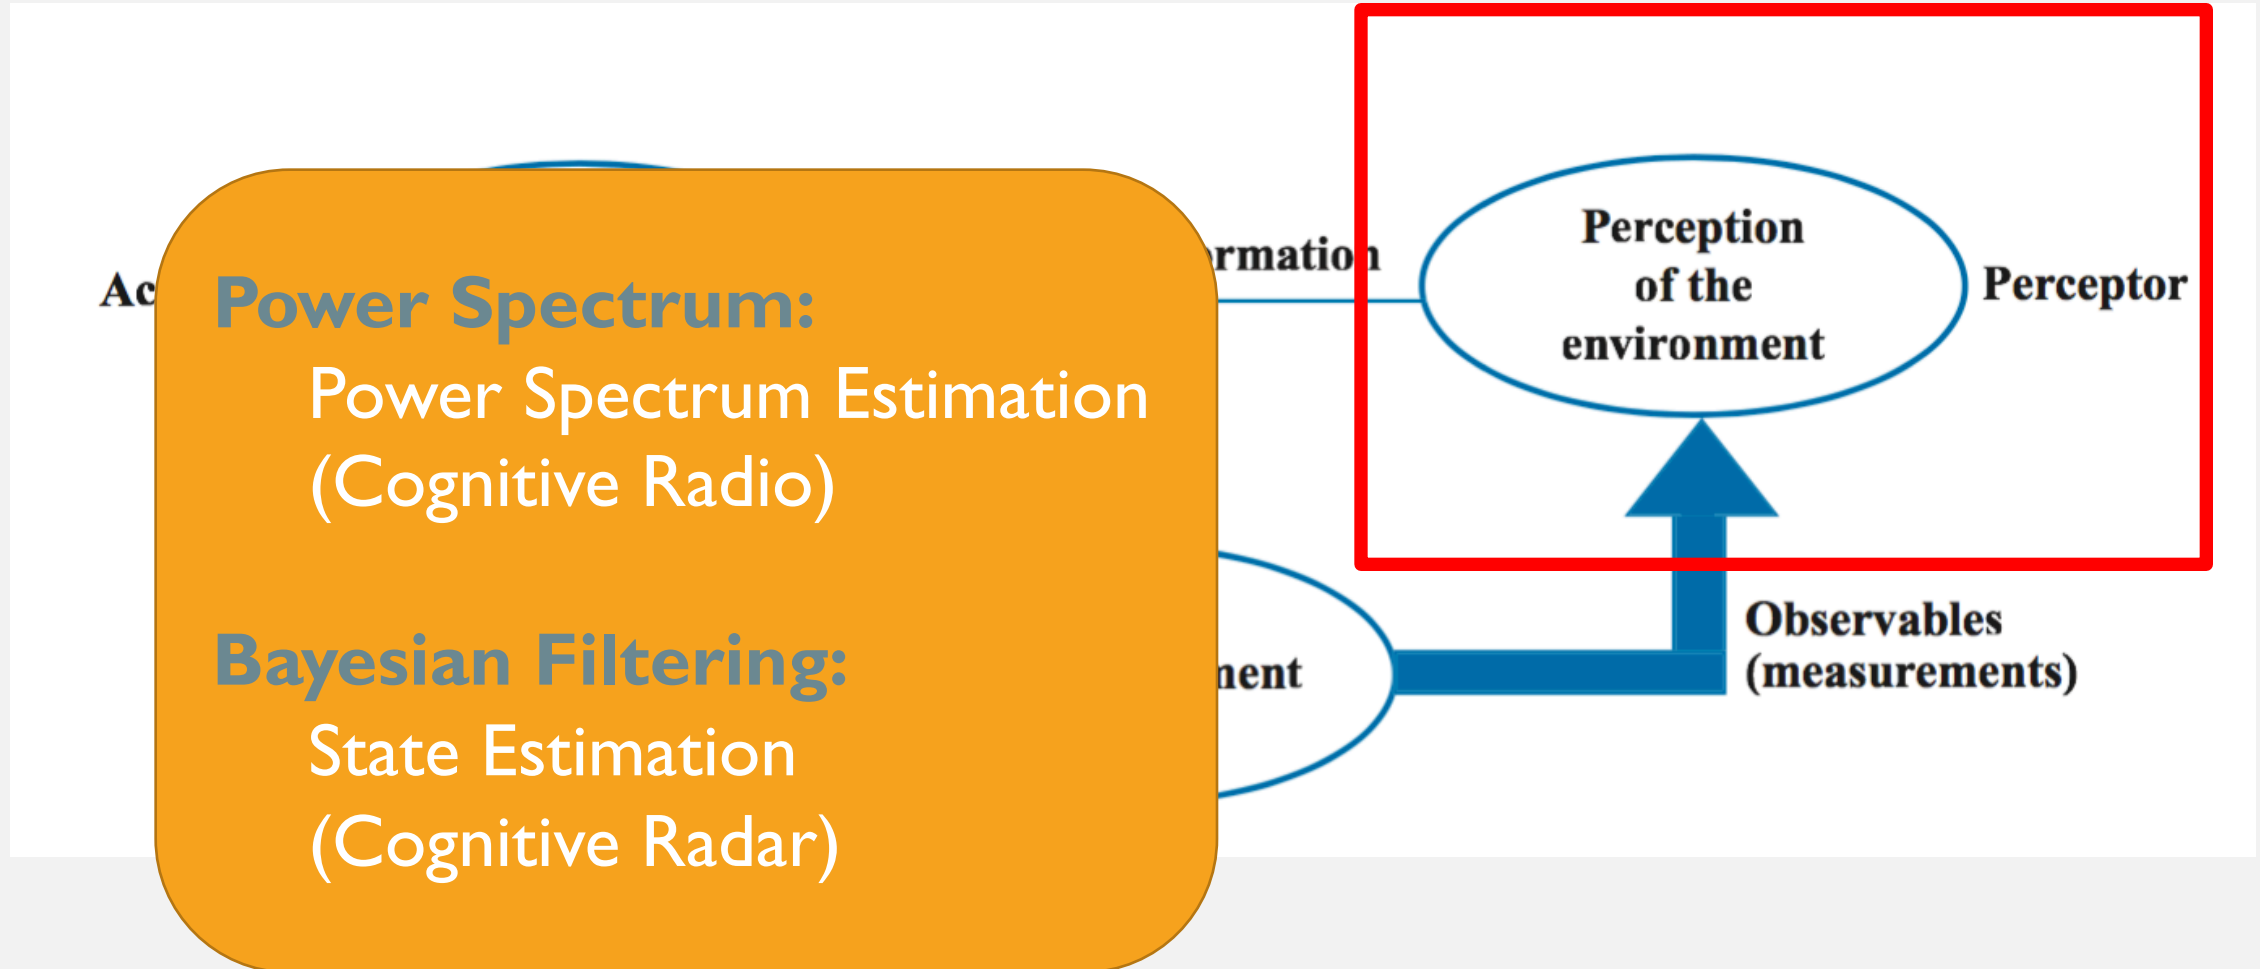 Power Spectrum:
Power Spectrum Estimation
(Cognitive Radio)
Bayesian Filtering:
State Estimation
(Cognitive Radar)
Perception
of the
environment
Perceptor
Observables
(measurements)